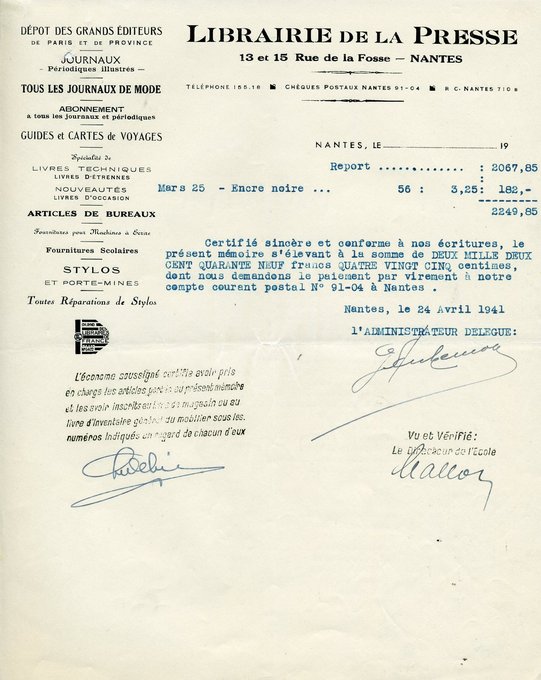 DÉPOT DES GRANDS ÉDITEURS
DE PARIS ET DE PROVINCE
JOURNAUX
- Périodiques illustrés -
TOUS LES JOURNAUX DE MODE
ABONNEMENT
à tous les journaux et périodiques
GUIDES et CARTES de VOYAGES
Spécialité de
LIVRES TECHNIQUES
LIVRES D'ÉTRENNES
NOUVEAUTÉS
LIVRES D'OCCASION
ARTICLES DE BUREAUX
Fournitures pour Machines à Écrire
Fournitures Scolaires
STYLOS
ET PORTE-MINES
Toutes Réparations de Stylos
LIBRAIRIE DE LA PRESSE
13 et 15 Rue de la Fosse — NANTES
TÉLÉPHONE 155.18 CHÈQUES POSTAUX NANTES 91-04 R.C. NANTES 710 B
NANTES, LE 19
Report ............. : 2067,85
Mars 25 - Encre noire ... 56 : 3,25: 182,-
2249,85
Certifié sincère et conforme à nos écritures, le
présent mémoire s'élevant à la somme de DEUX MILLE DEUX
CENT QUARANTE NEUF francs QUATRE VINGT CINQ centimes,
dont nous demandons le paiement par virement à notre
compte courant postal N° 91-04 à Nantes .
Nantes, le 24 Avril 1941
l'ADMINISTRATEUR DELEGUE:
L'économe soussigné certifie avoir pris
en charge les articles portés au présent mémoire
et les avoir inscrits au livre de magasin ou au
livre d'inventaire général du mobilier sous les
numéros indiqués en regard de chacun d'eux
Vu et Vérifié:
Le Directeur de l'Ecole